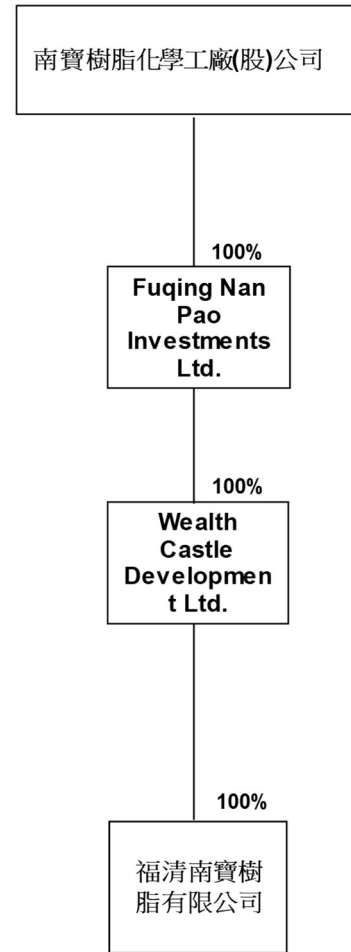 南寶樹脂化學工廠(股)公司
100%
Fuqing Nan
Pao
Investments
Ltd.
100%
Wealth
Castle
Developmen
t Ltd.
100%
福清南寶樹
脂有限公司